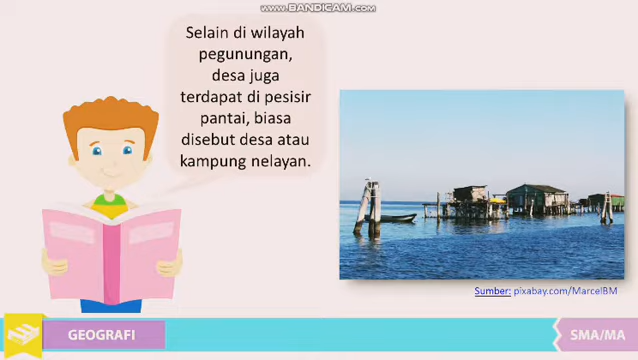 www.BANDICAM.com
Selain di wilayah
pegunungan,
desa juga
terdapat di pesisir
pantai, biasa
disebut desa atau
kampung nelayan.
Sumber: pixabay.com/MarcelBM
GEOGRAFI
SMA/MA